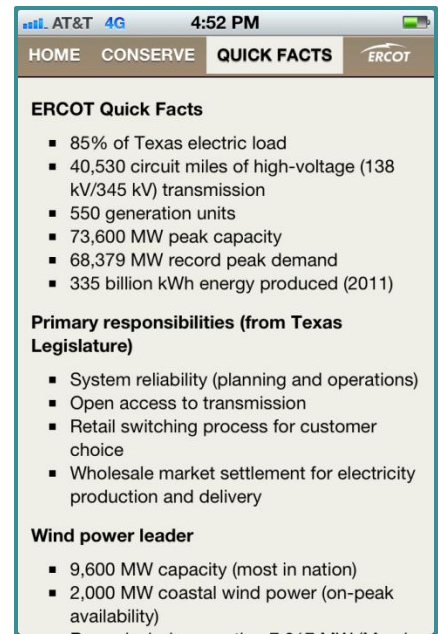 AT&T 4G 4:52 PM
HOME CONSERVE QUICK FACTS ERCOT
ERCOT Quick Facts
▪ 85% of Texas electric load
▪ 40,530 circuit miles of high-voltage (138
kV/345 kV) transmission
▪ 550 generation units
▪ 73,600 MW peak capacity
▪ 68,379 MW record peak demand
▪ 335 billion kWh energy produced (2011)
Primary responsibilities (from Texas
Legislature)
▪ System reliability (planning and operations)
▪ Open access to transmission
▪ Retail switching process for customer
choice
▪ Wholesale market settlement for electricity
production and delivery
Wind power leader
▪ 9,600 MW capacity (most in nation)
▪ 2,000 MW coastal wind power (on-peak
availability)